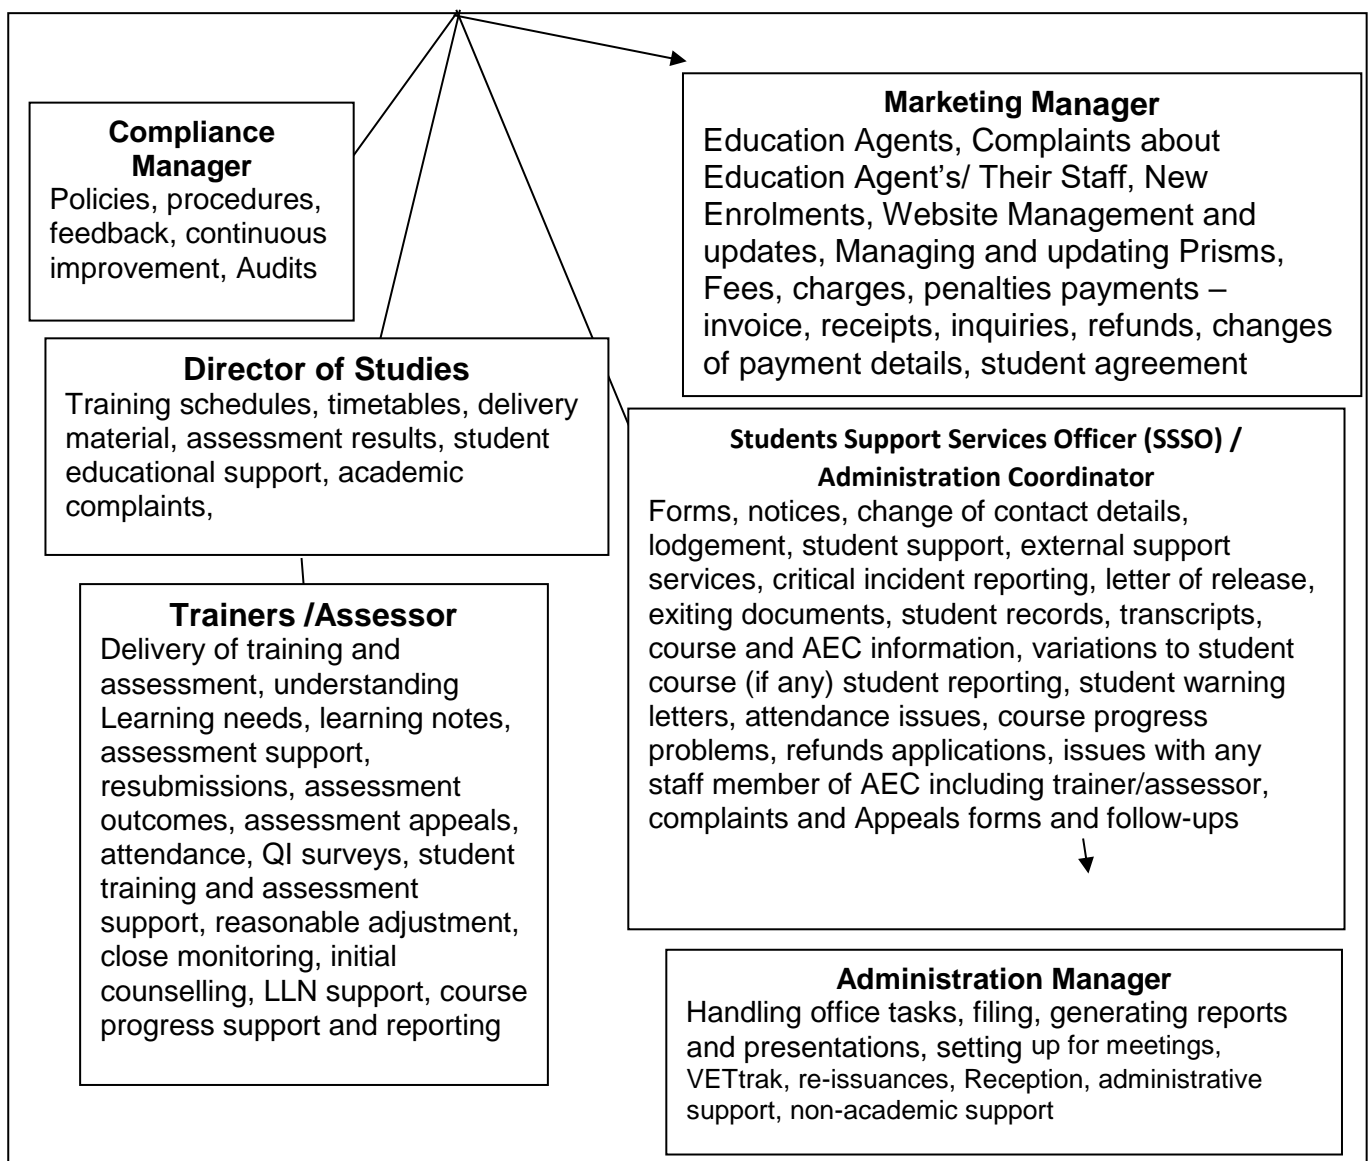 Compliance
Manager
Policies, procedures,
feedback, continuous
improvement, Audits
Marketing Manager
Education Agents, Complaints about
Education Agent’s/ Their Staff, New
Enrolments, Website Management and
updates, Managing and updating Prisms,
Fees, charges, penalties payments –
invoice, receipts, inquiries, refunds, changes
of payment details, student agreement
Director of Studies
Training schedules, timetables, delivery
material, assessment results, student
educational support, academic
complaints,
Students Support Services Officer (SSSO) /
Administration Coordinator
Forms, notices, change of contact details,
lodgement, student support, external support
services, critical incident reporting, letter of release,
exiting documents, student records, transcripts,
course and AEC information, variations to student
course (if any) student reporting, student warning
letters, attendance issues, course progress
problems, refunds applications, issues with any
staff member of AEC including trainer/assessor,
complaints and Appeals forms and follow-ups
Trainers /Assessor
Delivery of training and
assessment, understanding
Learning needs, learning notes,
assessment support,
resubmissions, assessment
outcomes, assessment appeals,
attendance, QI surveys, student
training and assessment
support, reasonable adjustment,
close monitoring, initial
counselling, LLN support, course
progress support and reporting
Administration Manager
Handling office tasks, filing, generating reports
and presentations, setting up for meetings,
VETtrak, re-issuances, Reception, administrative
support, non-academic support